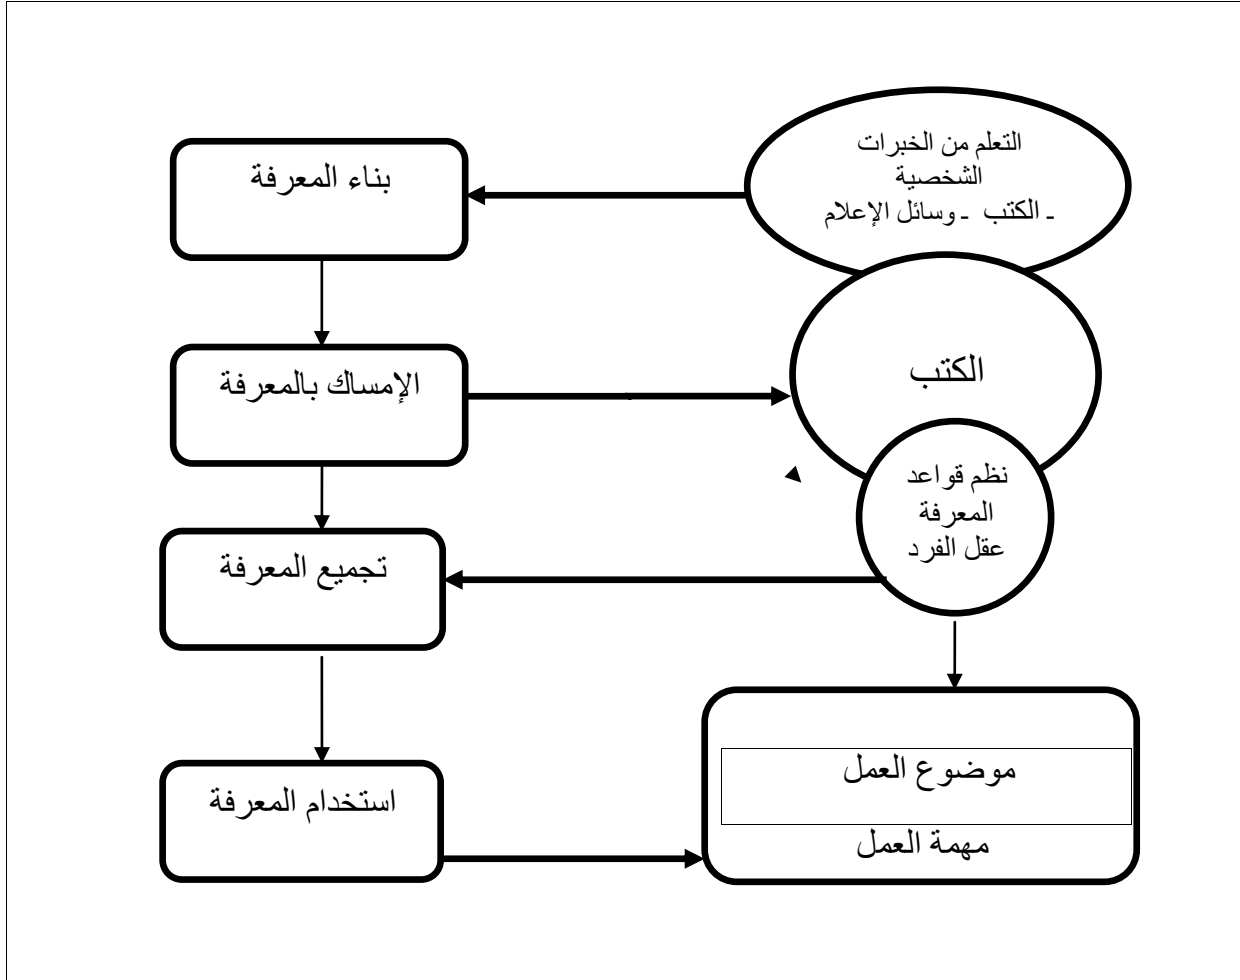 التعلم من الخبرات
الشخصية
ـ الكتب ـ وسائل الإعلام
بناء المعرفة
الكتب
الإمساك بالمعرفة
نظم قواعد
المعرفة
عقل الفرد
تجميع المعرفة
موضوع العمل
مهمة العمل
استخدام المعرفة